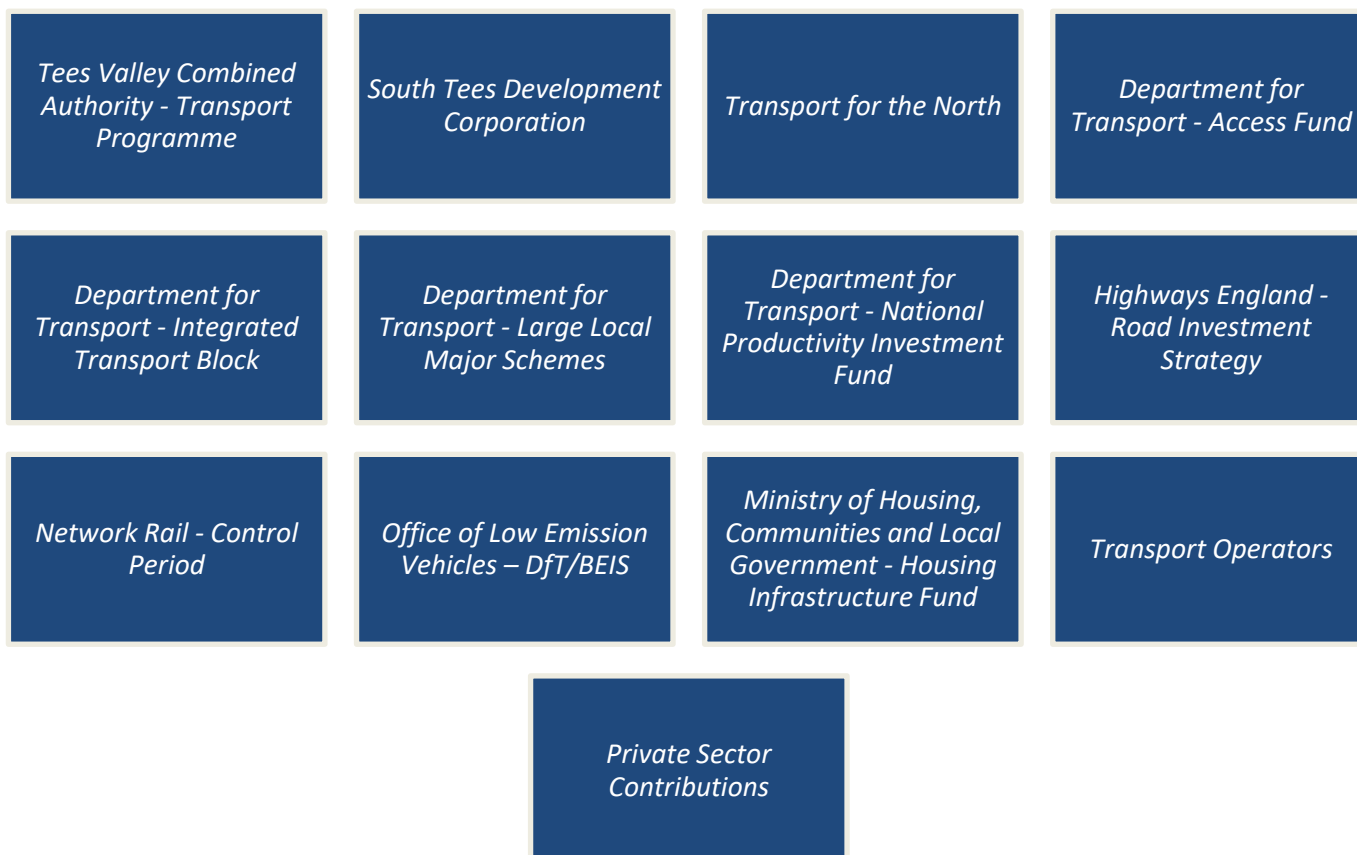 Tees Valley Combined
Authority - Transport
Programme
South Tees Development
Corporation
Transport for the North
Department for
Transport - Access Fund
Department for
Transport - Integrated
Transport Block
Department for
Transport - Large Local
Major Schemes
Department for
Transport - National
Productivity Investment
Fund
Highways England -
Road Investment
Strategy
Network Rail - Control
Period
Office of Low Emission
Vehicles – DfT/BEIS
Ministry of Housing,
Communities and Local
Government - Housing
Infrastructure Fund
Transport Operators
Private Sector
Contributions